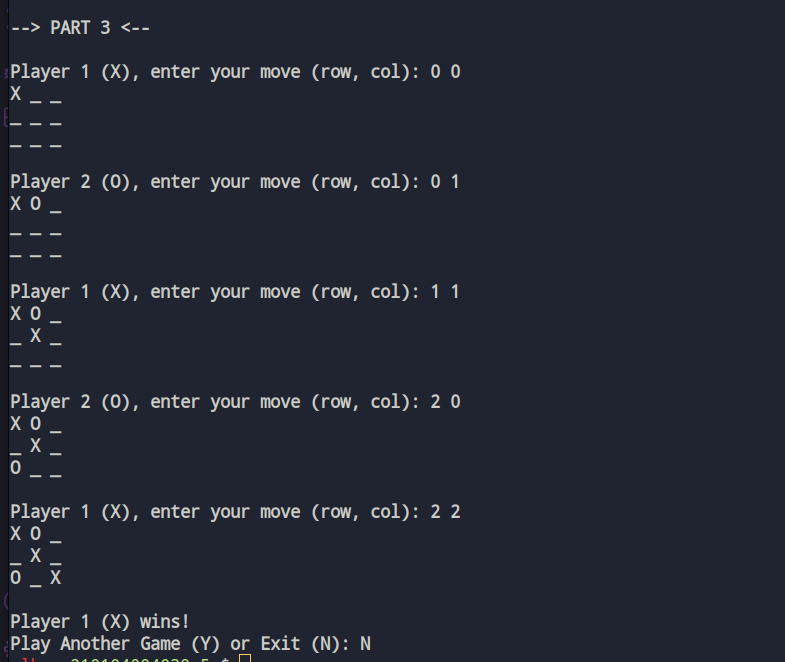 --> PART 3 <--
Player 1 (X), enter your move (row, col): 0 0
X _ _
_ _ _
_ _ _
Player 2 (O), enter your move (row, col): 0 1
X O _
_ _ _
_ _ _
Player 1 (X), enter your move (row, col): 1 1
X O _
_ X _
_ _ _
Player 2 (O), enter your move (row, col): 2 0
X O _
_ X _
O _ _
Player 1 (X), enter your move (row, col): 2 2
X O _
_ X _
O _ X
Player 1 (X) wins!
Play Another Game (Y) or Exit (N): N